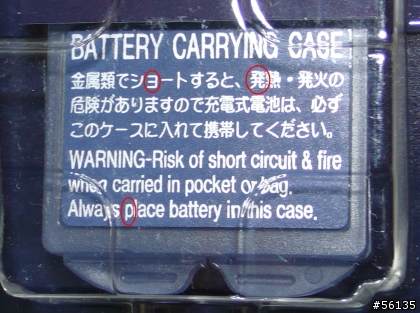 BATTERY CARRYING CASE
金属類でショートすると、発熱・発火の
危険がありますので充電式電池は、必ず
このケースに入れて携帯してください。
WARNING-Risk of short circuit & fire
when carried in pocket or bag.
Always place battery in this case.
#56135